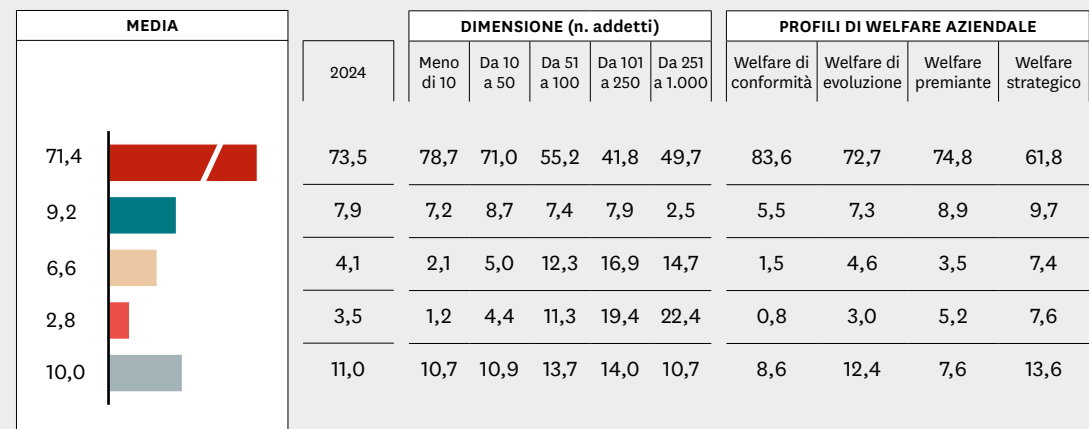 MEDIA DIMENSIONE (n. addetti) PROFILI DI WELFARE AZIENDALE
2024 Meno di 10 Da 10 a 50 Da 51 a 100 Da 101 a 250 Da 251 a 1.000 Welfare di conformità Welfare di evoluzione Welfare premiante Welfare strategico
71,4 73,5 78,7 71,0 55,2 41,8 49,7 83,6 72,7 74,8 61,8
9,2 7,9 7,2 8,7 7,4 7,9 2,5 5,5 7,3 8,9 9,7
6,6 4,1 2,1 5,0 12,3 16,9 14,7 1,5 4,6 3,5 7,4
2,8 3,5 1,2 4,4 11,3 19,4 22,4 0,8 3,0 5,2 7,6
10,0 11,0 10,7 10,9 13,7 14,0 10,7 8,6 12,4 7,6 13,6